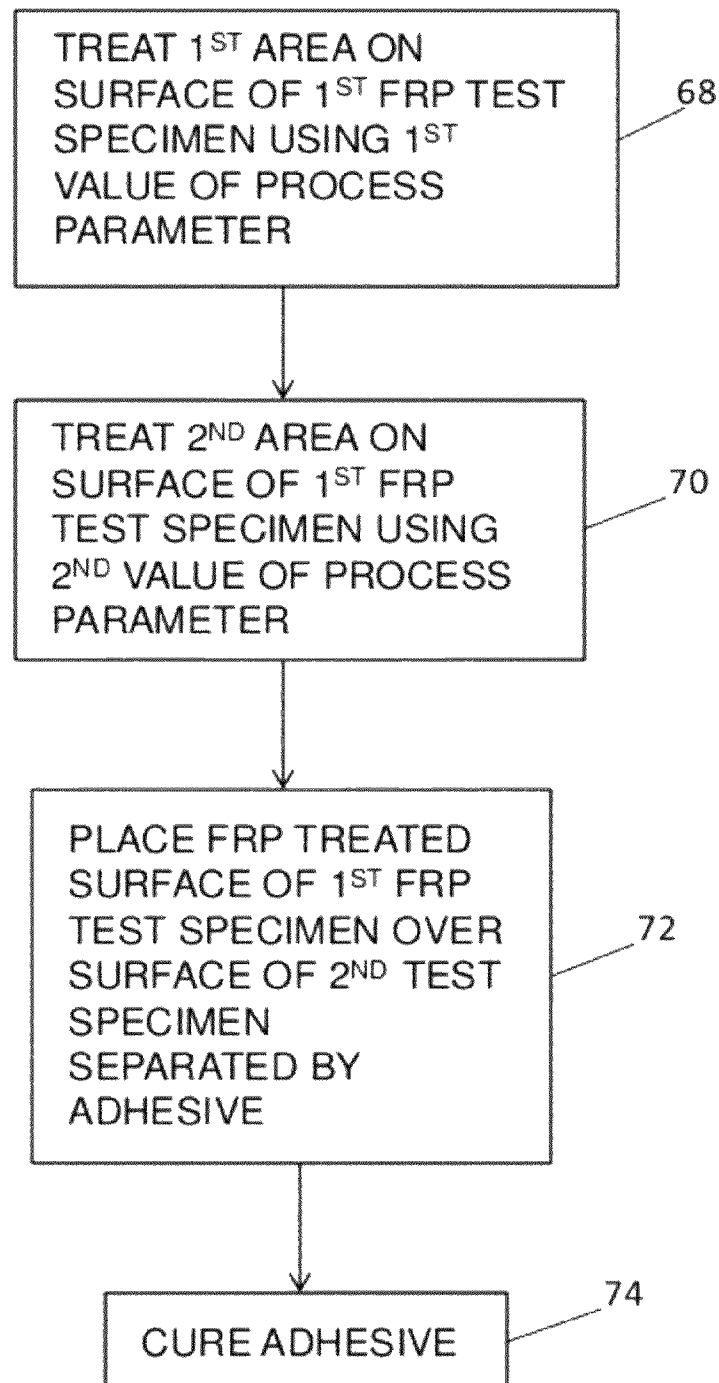 TREAT 1ST AREA ON
SURFACE OF 1ST FRP TEST
SPECIMEN USING 1ST
VALUE OF PROCESS
PARAMETER
68
TREAT 2ND AREA ON
SURFACE OF 1ST FRP
TEST SPECIMEN USING
2ND VALUE OF PROCESS
PARAMETER
70
PLACE FRP TREATED
SURFACE OF 1ST FRP
TEST SPECIMEN OVER
SURFACE OF 2ND TEST
SPECIMEN
SEPARATED BY
ADHESIVE
72
CURE ADHESIVE
74